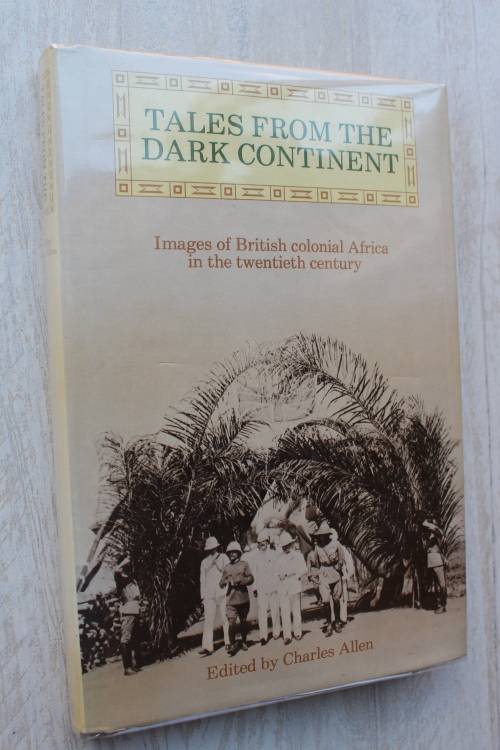 TALES FROM THE
DARK CONTINENT
Images of British colonial Africa
in the twentieth century
Edited by Charles Allen